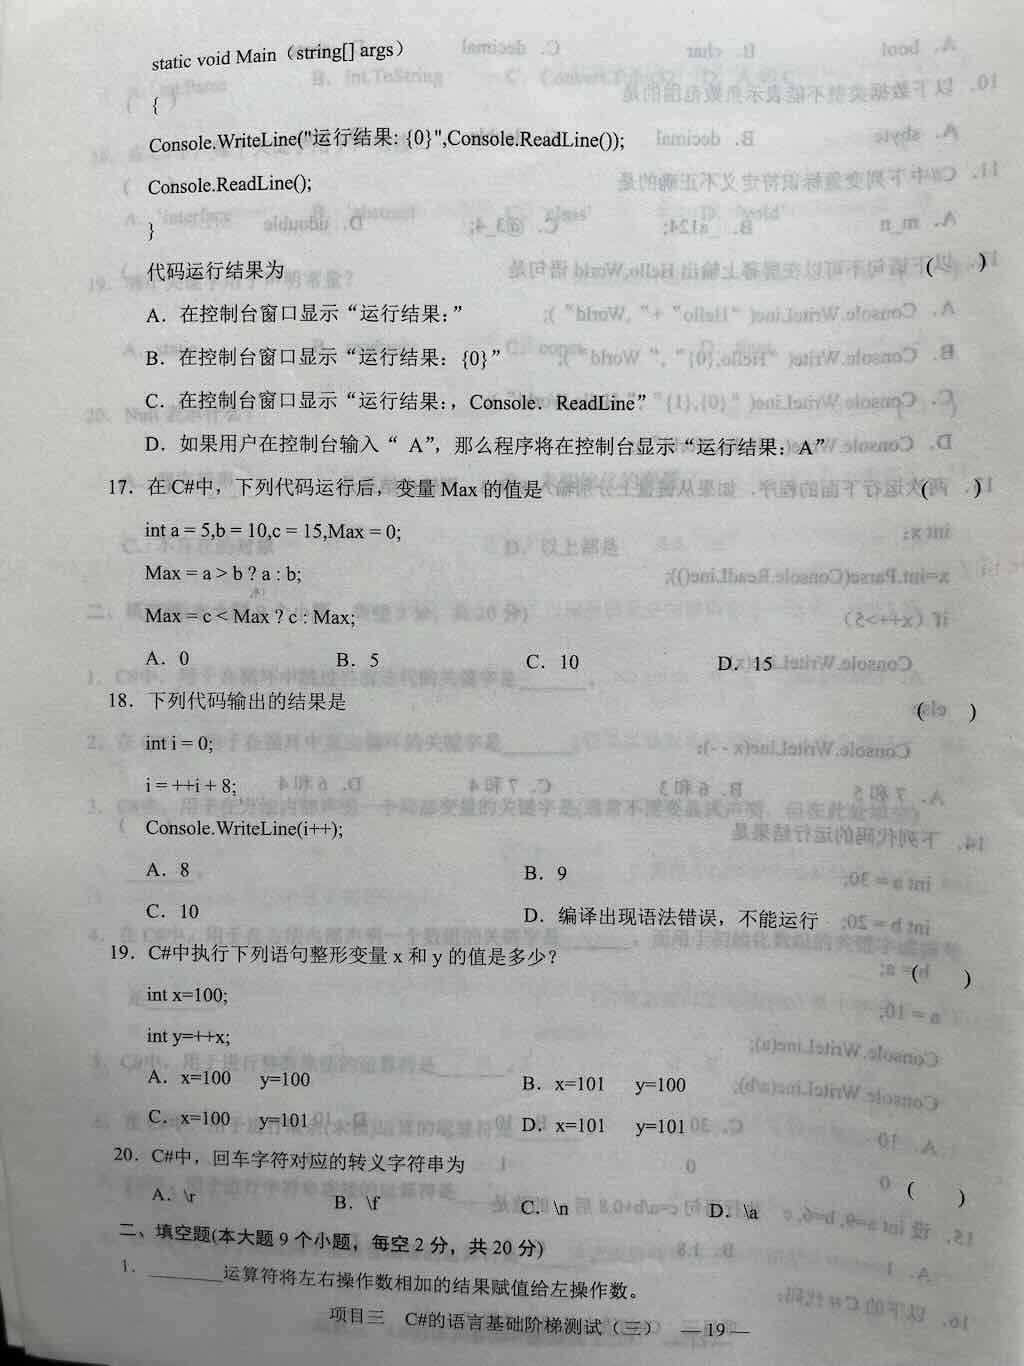 static void Main（string[] args）
{
Console.WriteLine("运行结果: {0}",Console.ReadLine());
Console.ReadLine();
}
代码运行结果为 （ ）
A．在控制台窗口显示“运行结果：”
B．在控制台窗口显示“运行结果：{0}”
C．在控制台窗口显示“运行结果:，Console．ReadLine”
D．如果用户在控制台输入“ A”，那么程序将在控制台显示“运行结果：A”
17．在 C#中，下列代码运行后，变量 Max 的值是 （ ）
int a = 5,b = 10,c = 15,Max = 0;
Max = a > b ? a : b;
Max = c < Max ? c : Max;
A．0 B．5 C．10 D．15
18．下列代码输出的结果是 （ ）
int i = 0;
i = ++i + 8;
Console.WriteLine(i++);
A．8 B．9
C．10 D．编译出现语法错误，不能运行
19．C#中执行下列语句整形变量 x 和 y 的值是多少？ （ ）
int x=100;
int y=++x;
A．x=100 y=100 B．x=101 y=100
C．x=100 y=101 D．x=101 y=101
20．C#中，回车字符对应的转义字符串为 （ ）
A．\r B．\f C．\n D．\a
二、填空题(本大题 9 个小题，每空 2 分，共 20 分)
1．________运算符将左右操作数相加的结果赋值给左操作数。
项目三 C#的语言基础阶梯测试（三） — 19 —